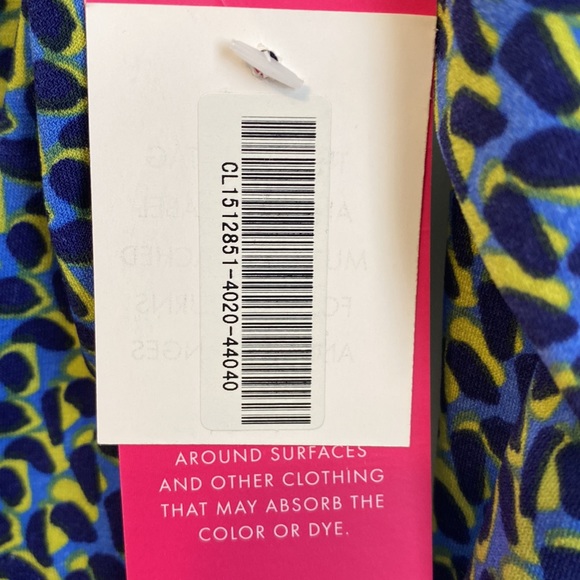 CL1512851-4020-44040
AROUND SURFACES
AND OTHER CLOTHING
THAT MAY ABSORB THE
COLOR OR DYE.